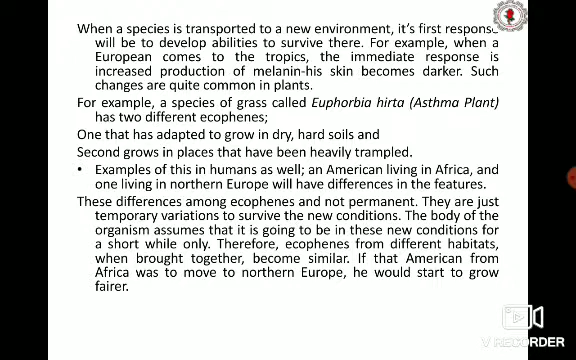 When a species is transported to a new environment, it's first response
will be to develop abilities to survive there. For example, when a
European comes to the tropics, the immediate response is
increased production of melanin-his skin becomes darker. Such
changes are quite common in plants.
For example, a species of grass called Euphorbia hirta (Asthma Plant)
has two different ecophenes;
One that has adapted to grow in dry, hard soils and
Second grows in places that have been heavily trampled.
• Examples of this in humans as well; an American living in Africa, and
one living in northern Europe will have differences in the features.
These differences among ecophenes and not permanent. They are just
temporary variations to survive the new conditions. The body of the
organism assumes that it is going to be in these new conditions for
a short while only. Therefore, ecophenes from different habitats,
when brought together, become similar. If that American from
Africa was to move to northern Europe, he would start to grow
fairer.
V RECORDER